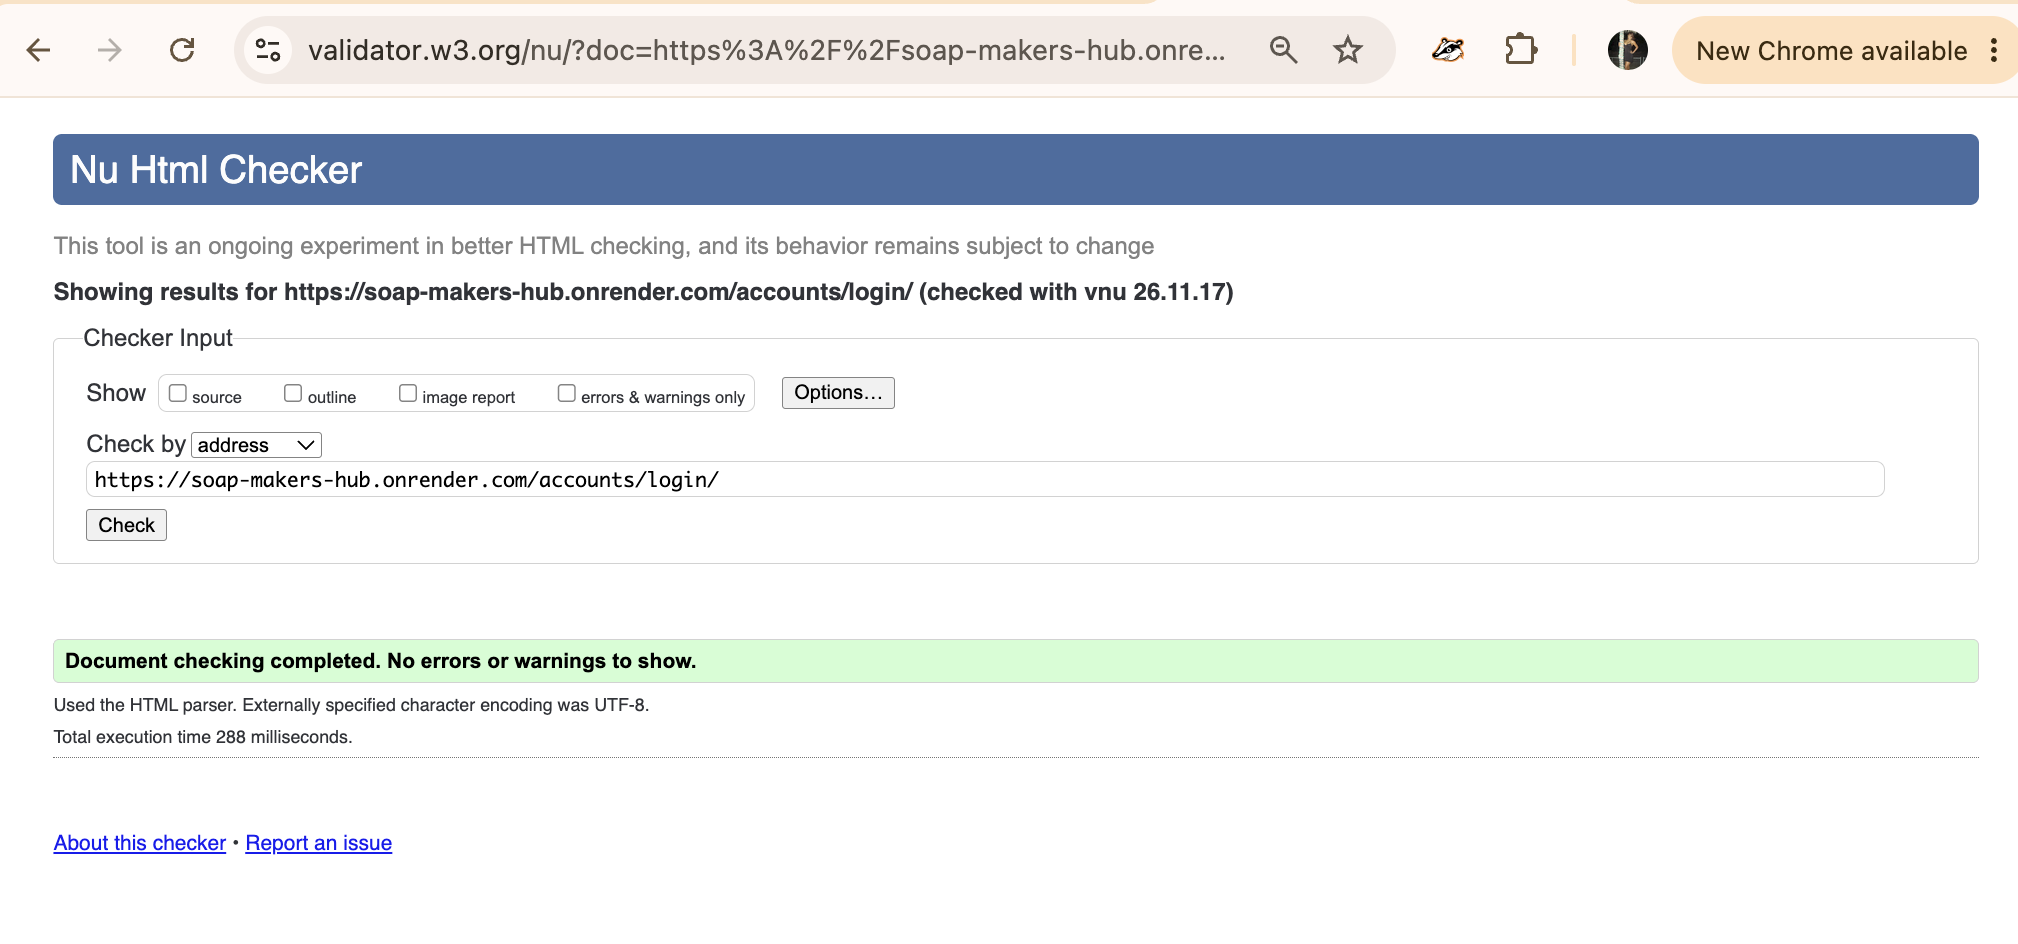 validator.w3.org/nu/?doc=https%3A%2F%2Fsoap-makers-hub.onre...
New Chrome available
Nu Html Checker
This tool is an ongoing experiment in better HTML checking, and its behavior remains subject to change
Showing results for https://soap-makers-hub.onrender.com/accounts/login/ (checked with vnu 26.11.17)
Checker Input
Show source outline image report errors & warnings only Options...
Check by address
https://soap-makers-hub.onrender.com/accounts/login/
Check
Document checking completed. No errors or warnings to show.
Used the HTML parser. Externally specified character encoding was UTF-8.
Total execution time 288 milliseconds.
About this checker • Report an issue